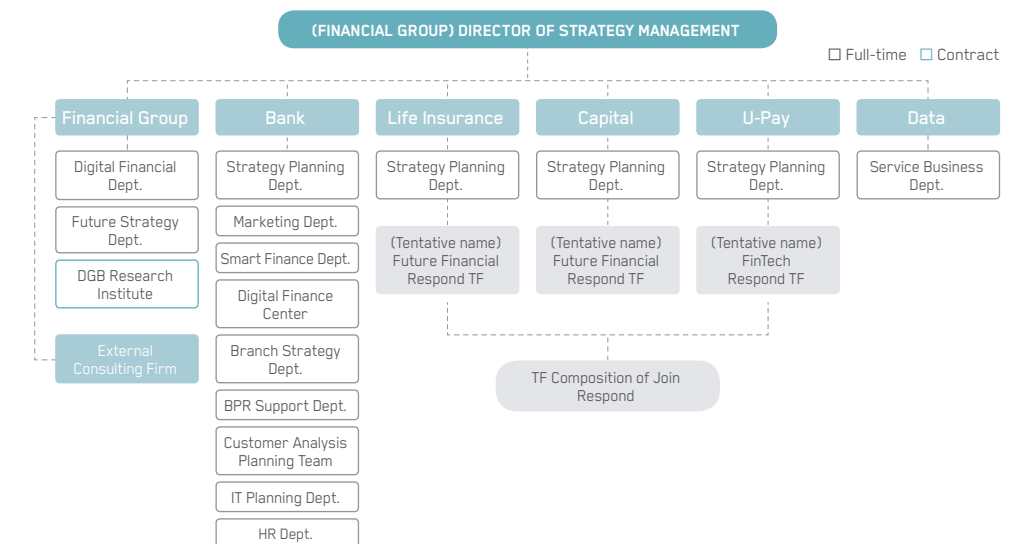 (FINANCIAL GROUP) DIRECTOR OF STRATEGY MANAGEMENT
Full-time
Contract
Financial Group
Digital Financial
Dept.
Future Strategy
Dept.
DGB Research
Institute
External
Consulting Firm
Bank
Strategy Planning
Dept.
Marketing Dept.
Smart Finance Dept.
Digital Finance
Center
Branch Strategy
Dept.
BPR Support Dept.
Customer Analysis
Planning Team
IT Planning Dept.
HR Dept.
Life Insurance
Strategy Planning
Dept.
(Tentative name)
Future Financial
Respond TF
Capital
Strategy Planning
Dept.
(Tentative name)
Future Financial
Respond TF
U-Pay
Strategy Planning
Dept.
(Tentative name)
FinTech
Respond TF
Data
Service Business
Dept.
TF Composition of Join
Respond